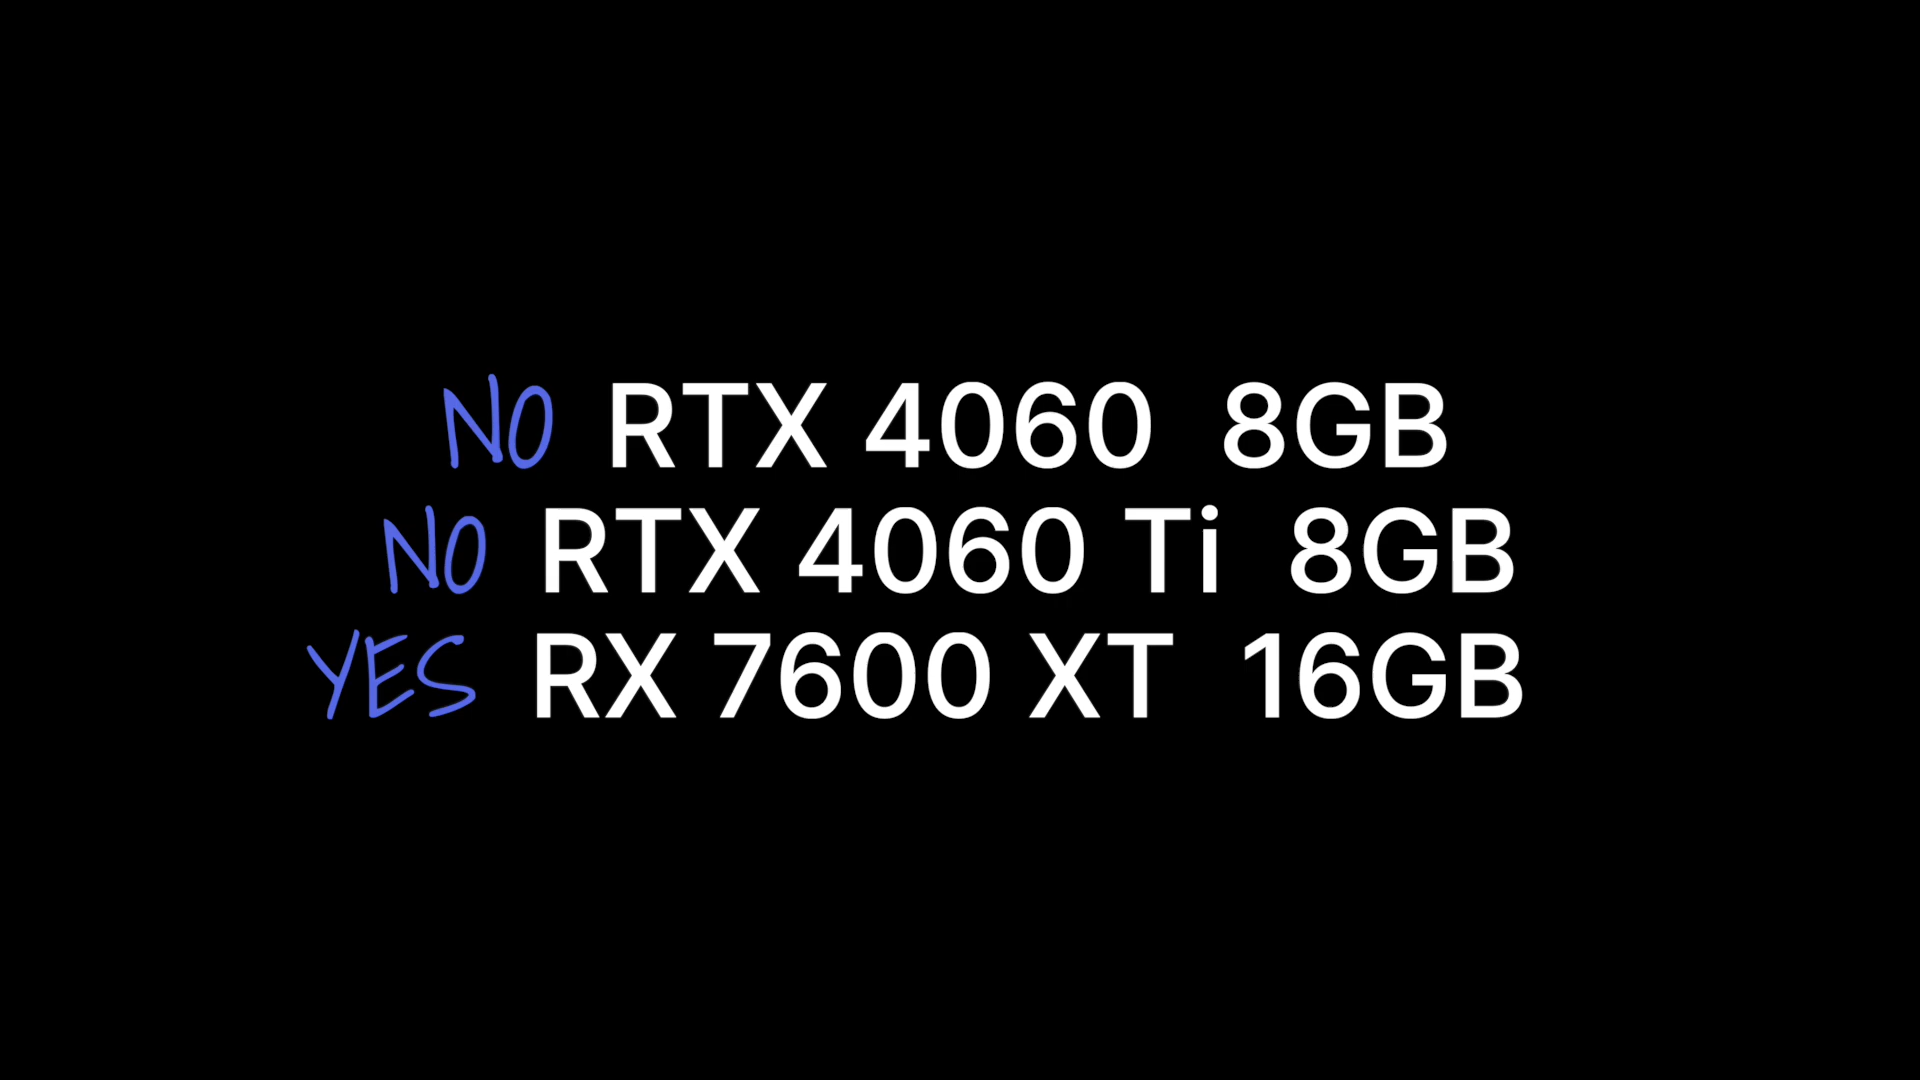 NO RTX 4060 8GB
NO RTX 4060 Ti 8GB
YES RX 7600 XT 16GB